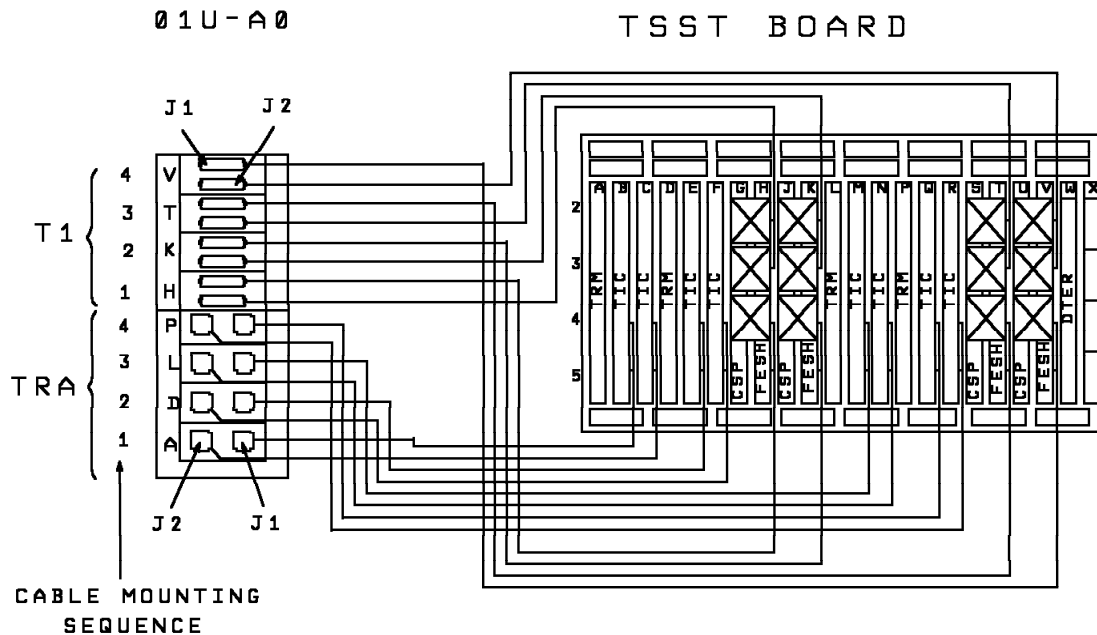 01U-A0
TSST BOARD
J1
J2
T1
4
V
3
T
2
K
1
H
TRA
4
P
3
L
2
D
1
A
J2
J1
CABLE MOUNTING
SEQUENCE
A B C D E F G H J K L M N P Q R S T U V W X
2
3
4
5
TRM
TIC
TIC
TRM
TIC
TIC
CSP
FESH
CSP
FESH
TRM
TIC
TIC
TRM
TIC
TIC
CSP
FESH
CSP
FESH
DTER